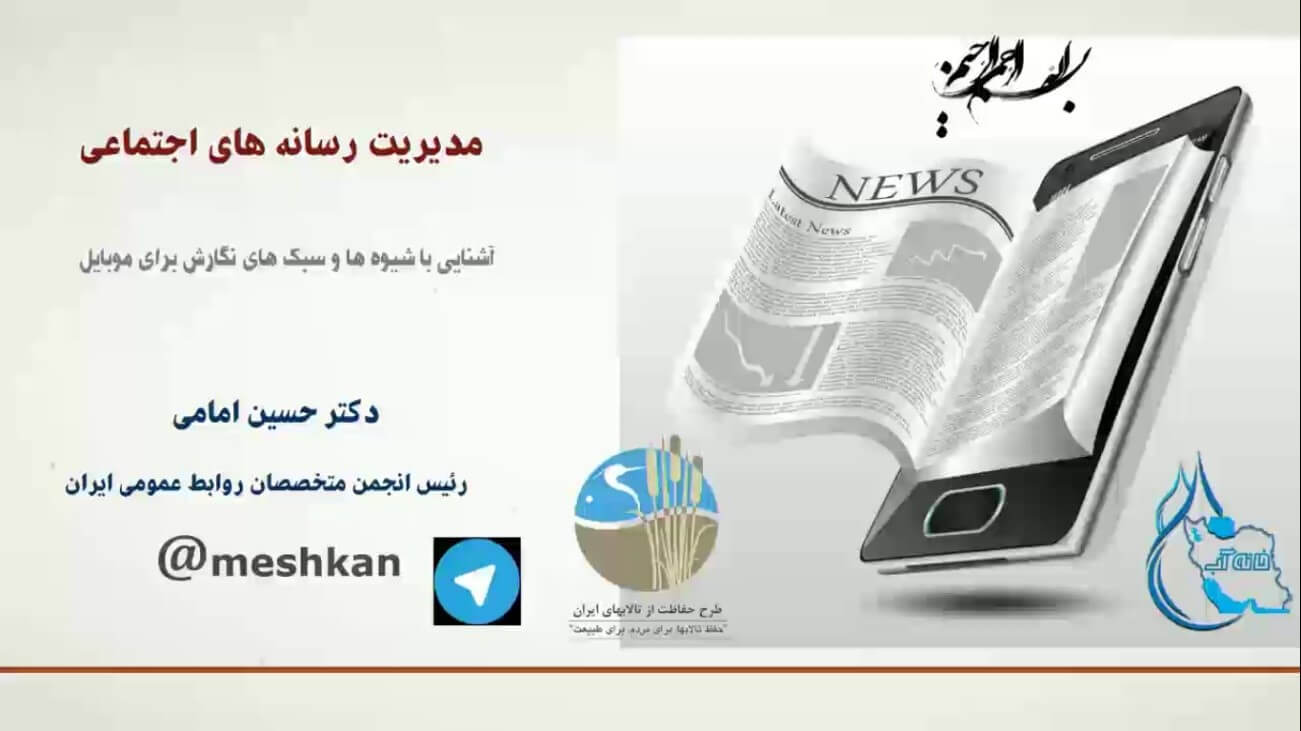 بسم الله الرحمن الرحیم
مدیریت رسانه های اجتماعی
آشنایی با شیوه ها و سبک های نگارش برای موبایل
دکتر حسین امامی
رئیس انجمن متخصصان روابط عمومی ایران
@meshkan
NEWS
Latest News
طرح حفاظت از تالابهای ایران
"حفظ تالابها برای مردم، برای طبیعت"
خانه آب